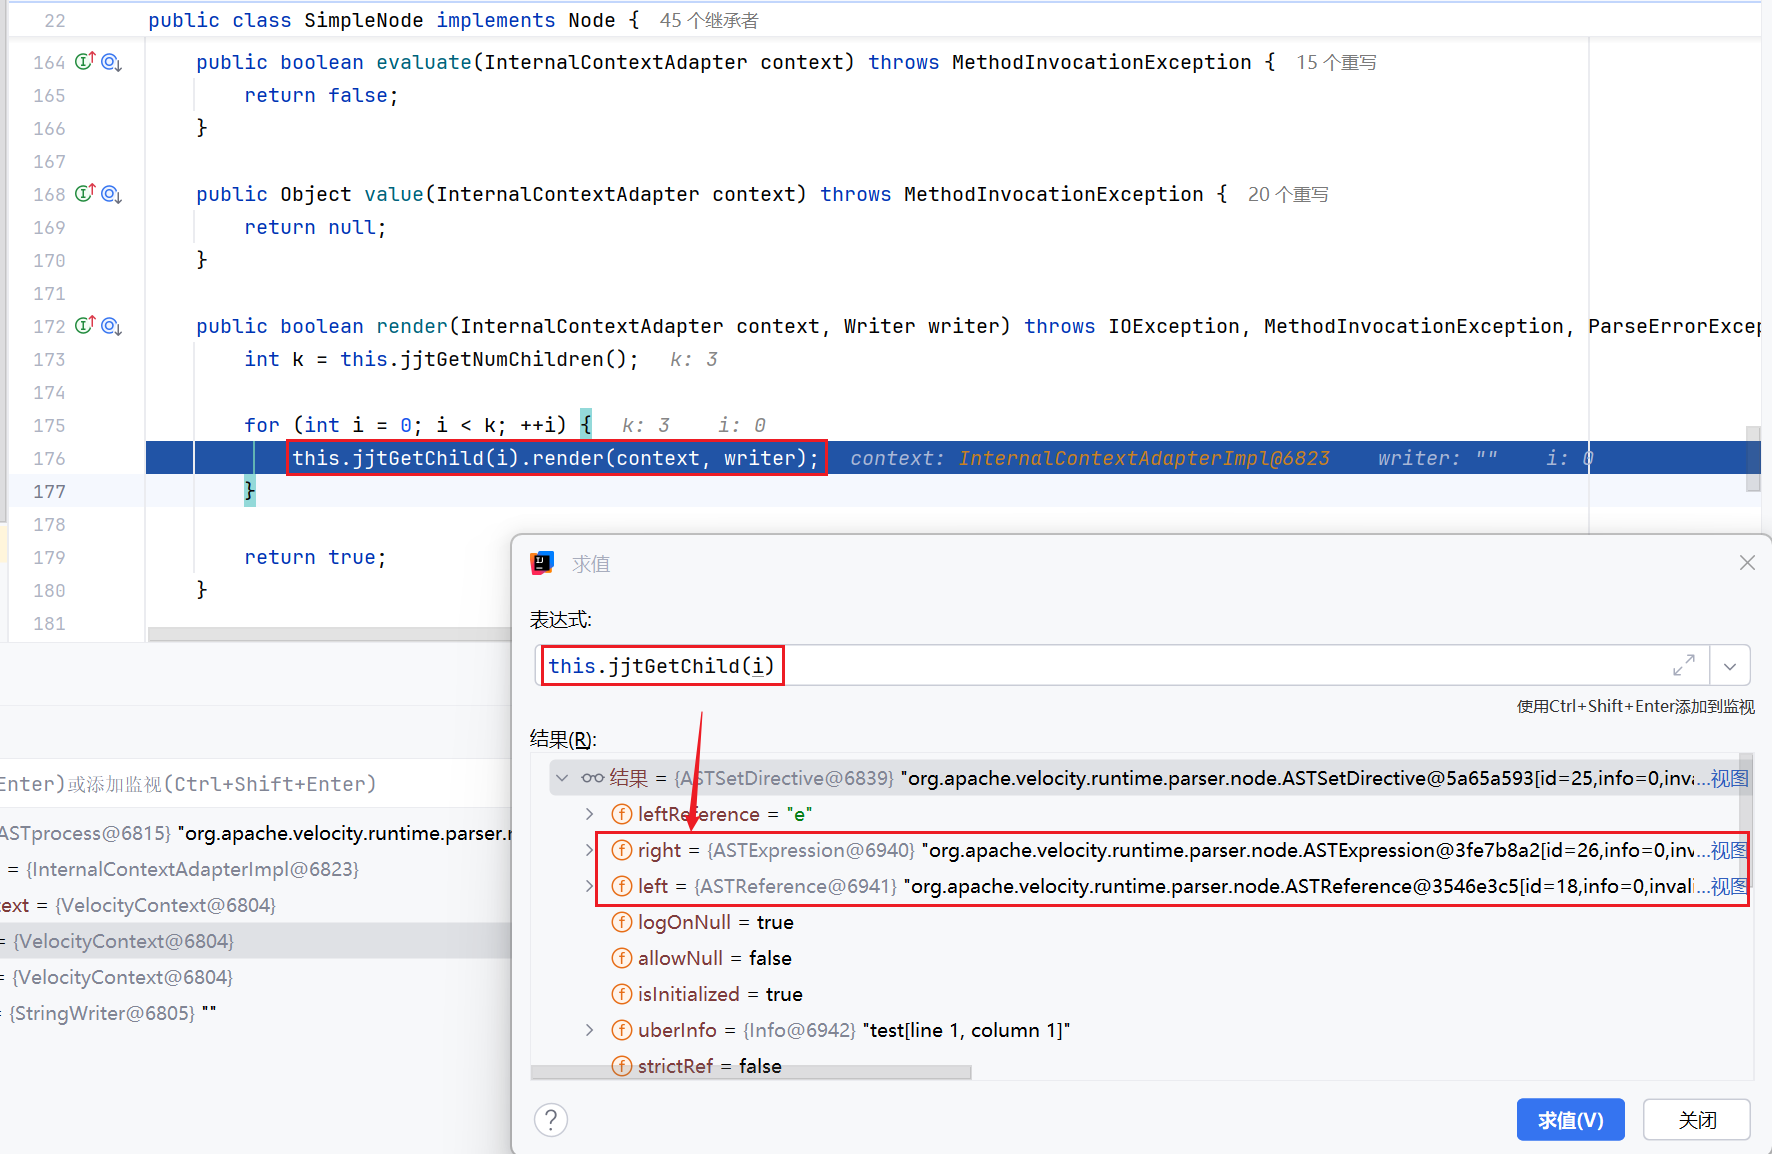 22 public class SimpleNode implements Node { 45 个继承者
164 public boolean evaluate(InternalContextAdapter context) throws MethodInvocationException { 15 个重写
165 return false;
166 }
167
168 public Object value(InternalContextAdapter context) throws MethodInvocationException { 20 个重写
169 return null;
170 }
171
172 public boolean render(InternalContextAdapter context, Writer writer) throws IOException, MethodInvocationException, ParseErrorExcep
173 int k = this.jjtGetNumChildren(); k: 3
174
175 for (int i = 0; i < k; ++i) { k: 3 i: 0
176 this.jjtGetChild(i).render(context, writer); context: InternalContextAdapterImpl@6823 writer: "" i: 0
177 }
178
179 return true;
180 }
181
Enter)或添加监视(Ctrl+Shift+Enter)
ASTprocess@6815} "org.apache.velocity.runtime.parser.r
= {InternalContextAdapterImpl@6823}
text = {VelocityContext@6804}
= {VelocityContext@6804}
= {VelocityContext@6804}
= {StringWriter@6805} ""
求值
表达式:
this.jjtGetChild(i)
使用Ctrl+Shift+Enter添加到监视
结果(R):
结果 = {ASTSetDirective@6839} "org.apache.velocity.runtime.parser.node.ASTSetDirective@5a65a593[id=25,info=0,inva...视图
leftReference = "e"
right = {ASTExpression@6940} "org.apache.velocity.runtime.parser.node.ASTExpression@3fe7b8a2[id=26,info=0,inv...视图
left = {ASTReference@6941} "org.apache.velocity.runtime.parser.node.ASTReference@3546e3c5[id=18,info=0,invali...视图
logOnNull = true
allowNull = false
isInitialized = true
uberInfo = {Info@6942} "test[line 1, column 1]"
strictRef = false
?
求值(V)
关闭